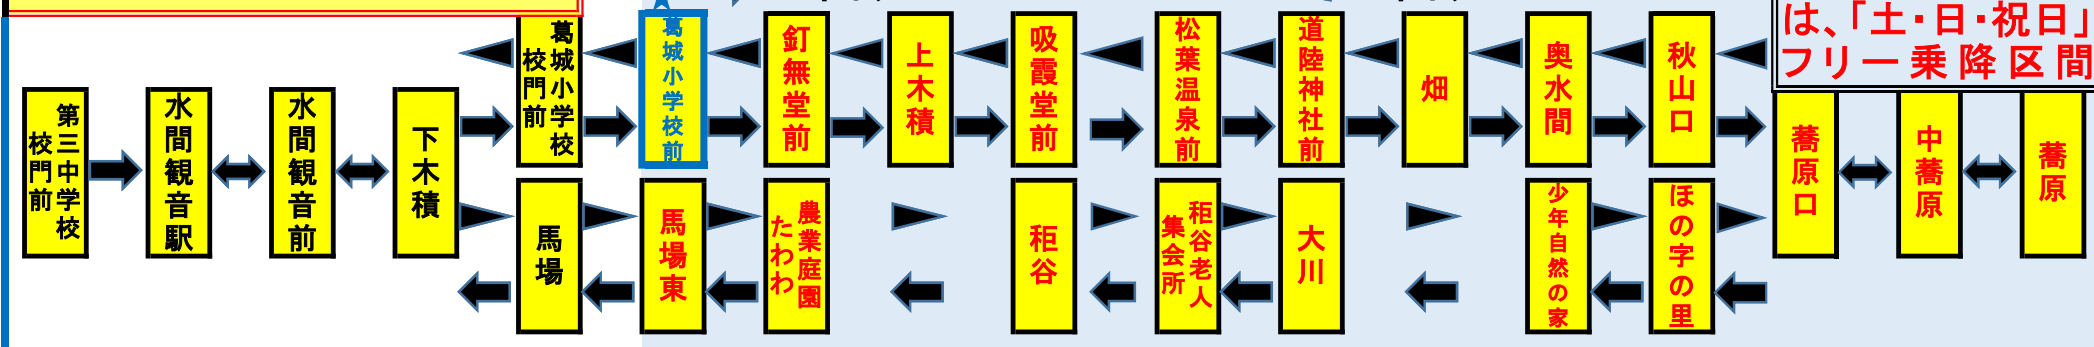 は、「土・日・祝日」
フリー乗降区間
第三中学校
校門前
水間観音駅
水間観音前
下木積
葛城小学校
校門前
葛城小学校前
釘無堂前
上木積
吸霞堂前
松葉温泉前
道陸神社前
畑
奥水間
秋山口
馬場
馬場東
農業庭園
たわわ
秬谷
秬谷老人
集会所
大川
少年自然の家
ほの字の里
蕎原口
中蕎原
蕎原